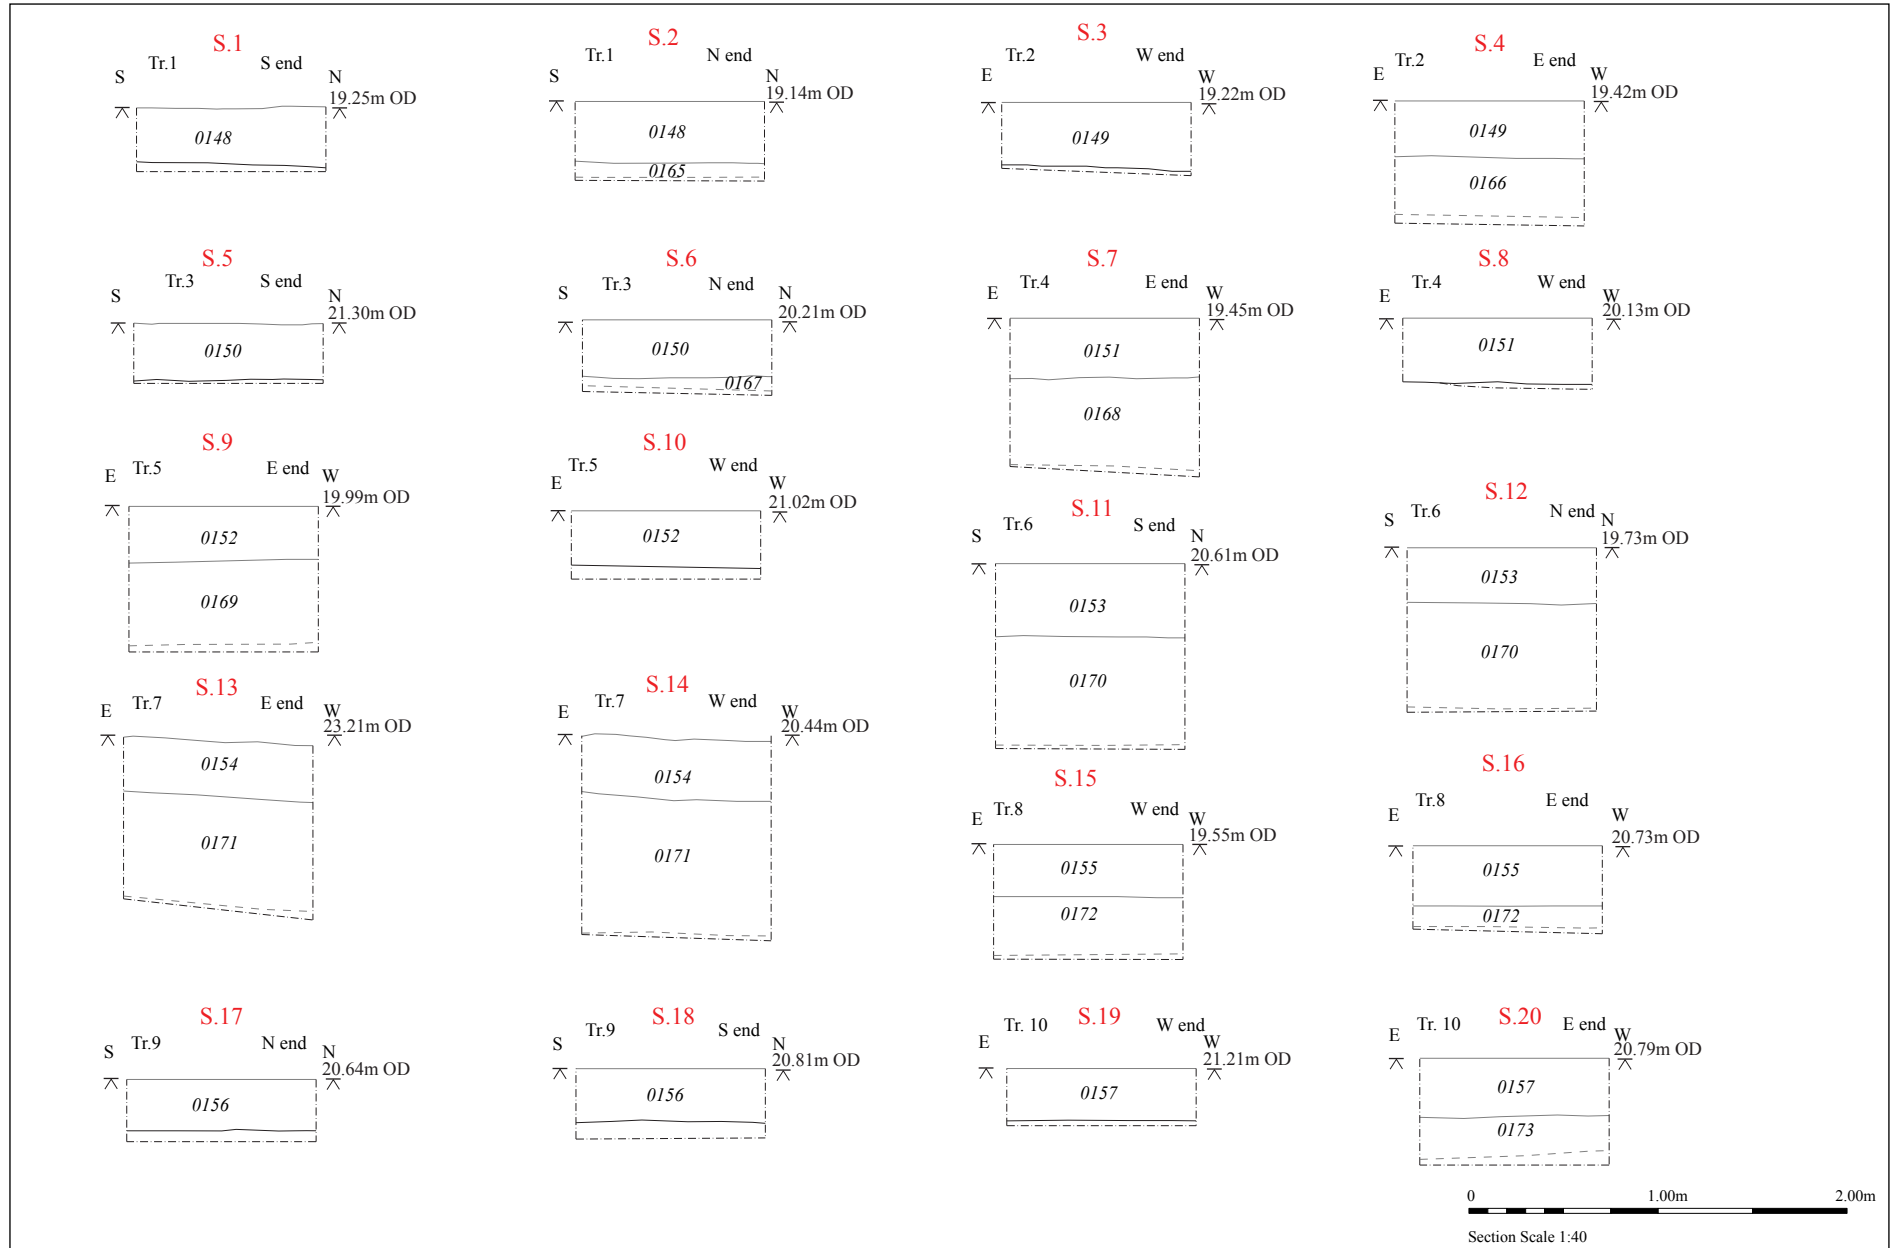 S.1
Tr.1 S end
S N
19.25m OD
0148
S.2
Tr.1 N end
S N
19.14m OD
0148
0165
S.3
Tr.2 W end
E W
19.22m OD
0149
S.4
Tr.2 E end
E W
19.42m OD
0149
0166
S.5
Tr.3 S end
S N
21.30m OD
0150
S.6
Tr.3 N end
S N
20.21m OD
0150
0167
S.7
Tr.4 E end
E W
19.45m OD
0151
0168
S.8
Tr.4 W end
E W
20.13m OD
0151
S.9
Tr.5 E end
E W
19.99m OD
0152
0169
S.10
Tr.5 W end
E W
21.02m OD
0152
S.11
Tr.6 S end
S N
20.61m OD
0153
0170
S.12
Tr.6 N end
S N
19.73m OD
0153
0170
S.13
Tr.7 E end
E W
23.21m OD
0154
0171
S.14
Tr.7 W end
E W
20.44m OD
0154
0171
S.15
Tr.8 W end
E W
19.55m OD
0155
0172
S.16
Tr.8 E end
E W
20.73m OD
0155
0172
S.17
Tr.9 N end
S N
20.64m OD
0156
S.18
Tr.9 S end
S N
20.81m OD
0156
S.19
Tr. 10 W end
E W
21.21m OD
0157
S.20
Tr. 10 E end
E W
20.79m OD
0157
0173
0 1.00m 2.00m
Section Scale 1:40